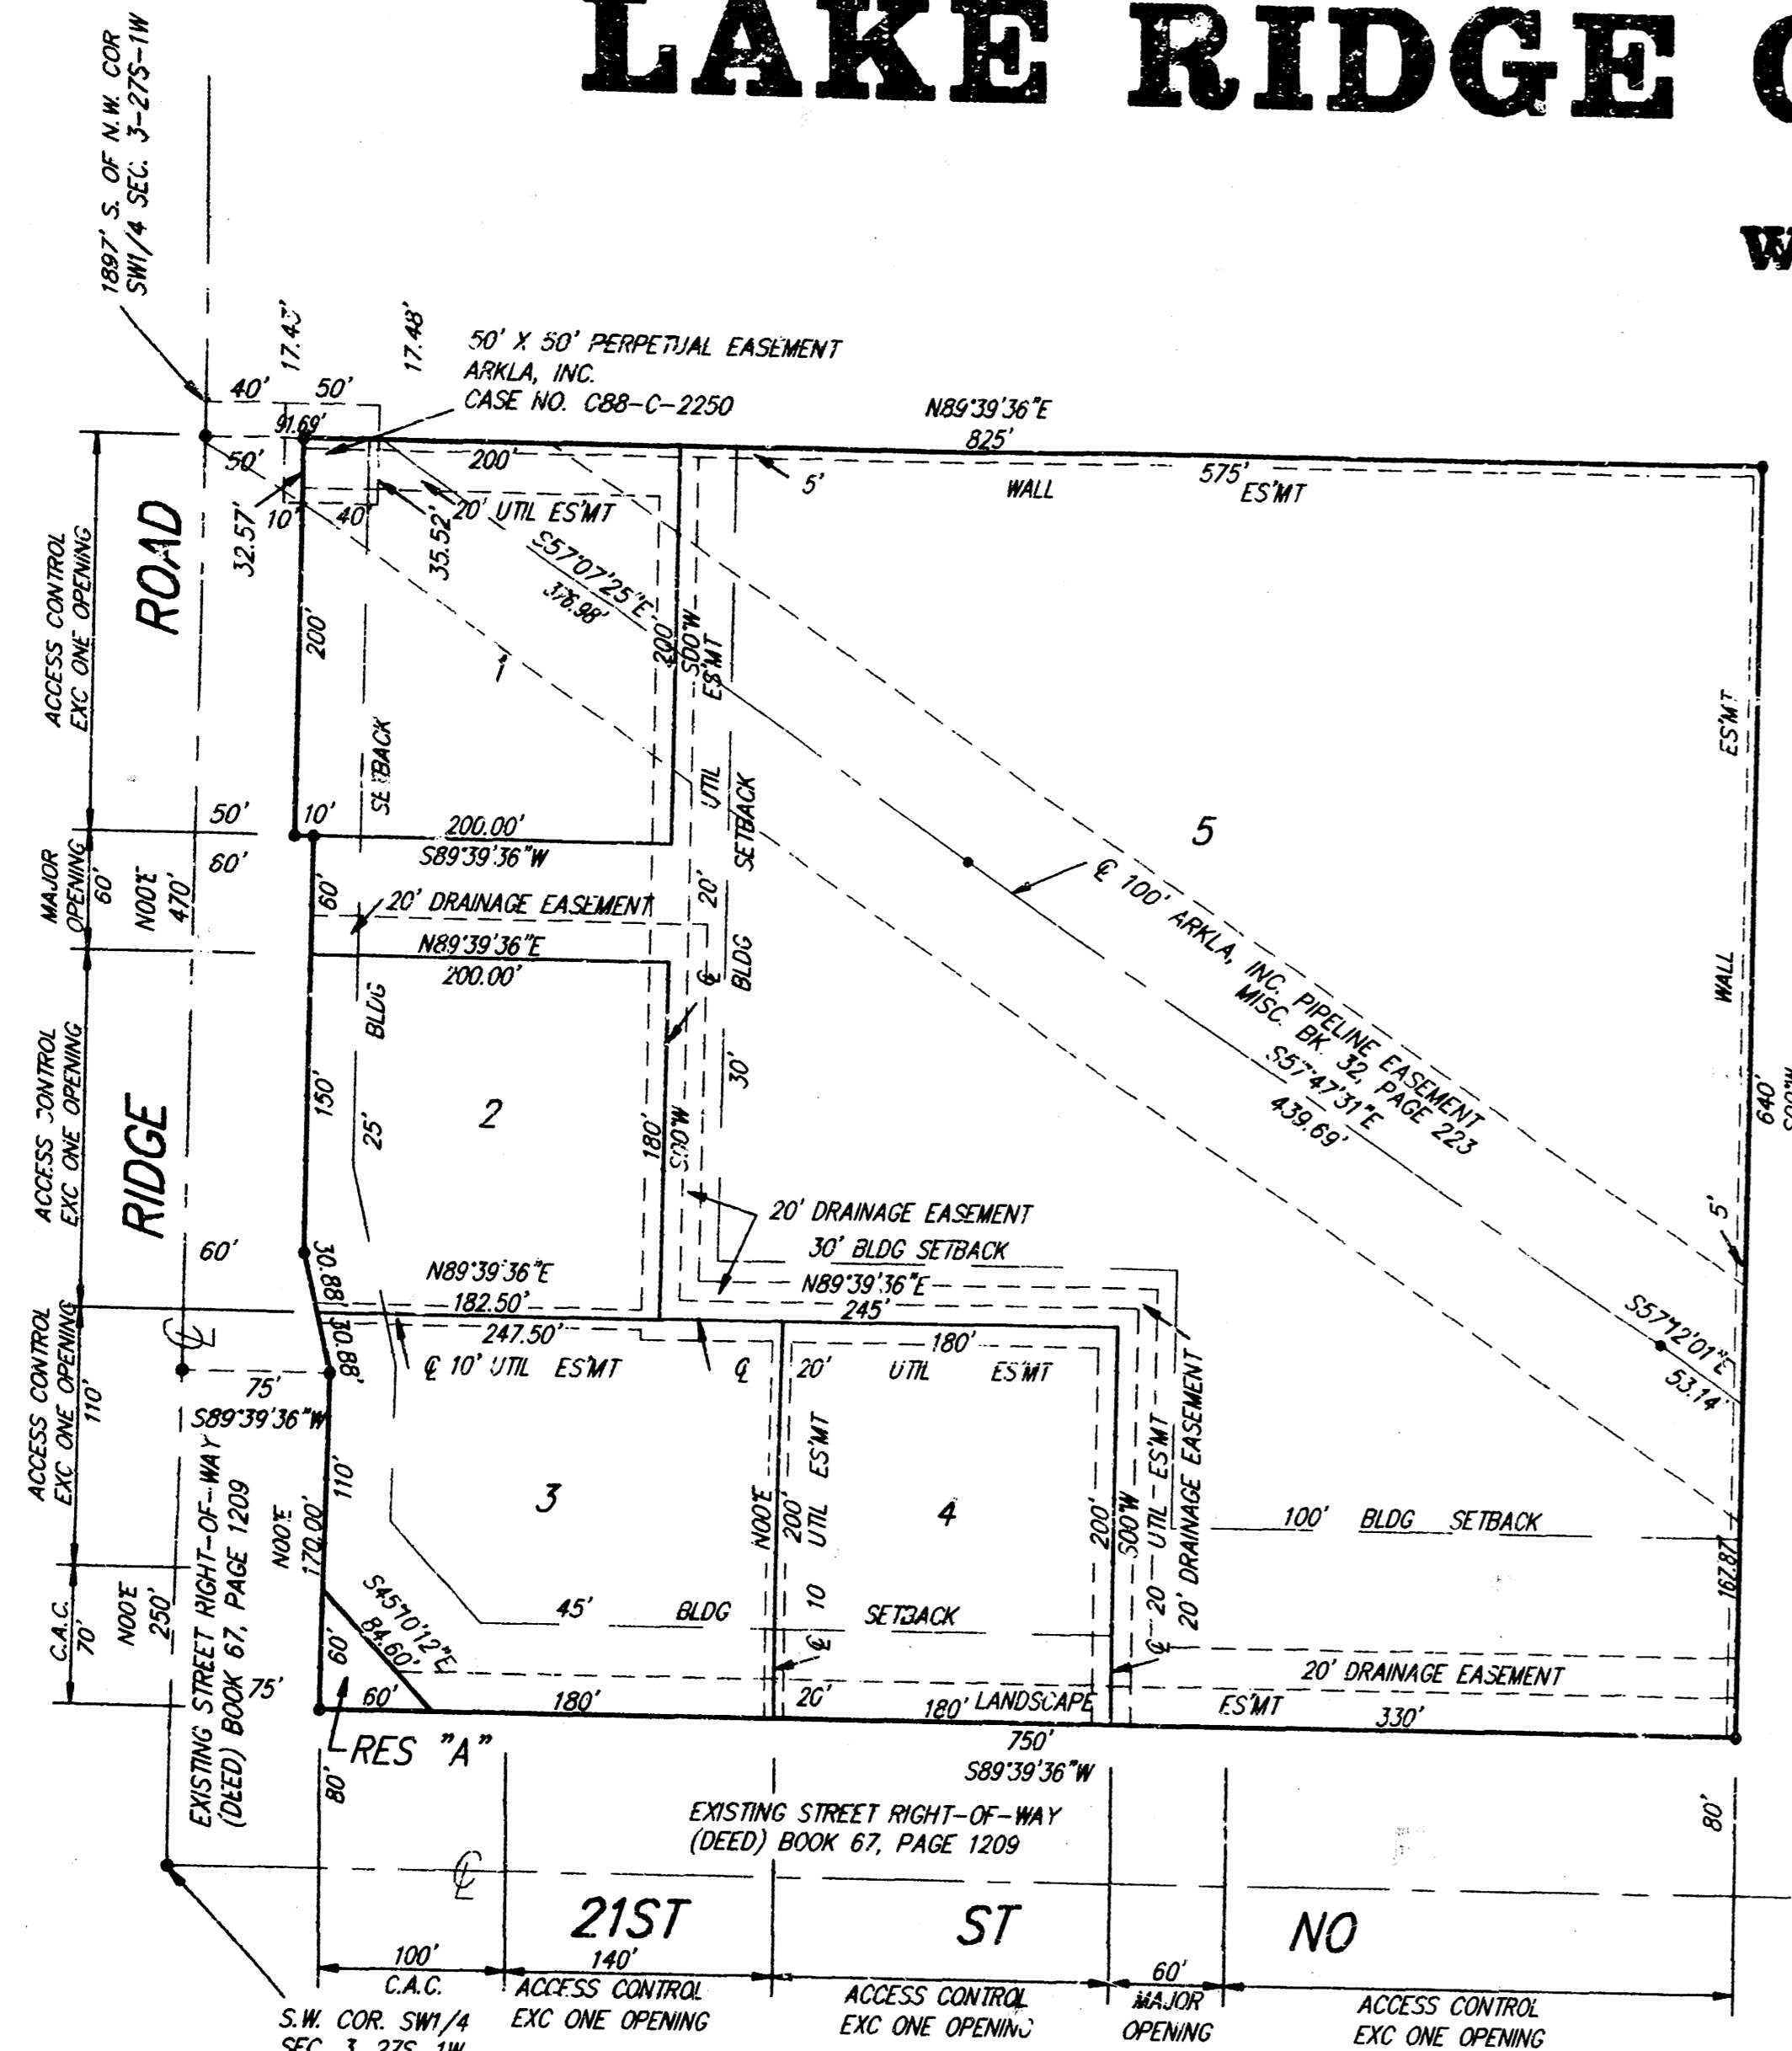 LAKE RIDGE
1897' S. OF N.W. COR
SW1/4 SEC. 3-27S-1W
17.43'
17.48'
50' X 50' PERPETUAL EASEMENT
ARKLA, INC.
CASE NO. C88-C-2250
40'
50'
91.69'
N89°39'36"E
825'
50'
200'
5'
WALL
575'
ES'MT
32.57'
10'
40'
35.52'
20' UTIL ES'MT
S57°07'25"E
376.98'
ROAD
ACCESS CONTROL
EXC ONE OPENING
200'
1
200'
S00°W
ES'MT
UTIL
20'
SETBACK
BLDG
SETBACK
ES'MT
50'
10'
200.00'
S89°39'36"W
5
MAJOR
OPENING
60'
N00°E
470'
60'
60'
20' DRAINAGE EASEMENT
N89°39'36"E
200.00'
℄
30'
℄ 100' ARKLA, INC. PIPELINE EASEMENT
MISC. BK. 32, PAGE 223
S57°47'31"E
439.69'
WALL
ACCESS CONTROL
EXC ONE OPENING
RIDGE
150'
BLDG
25'
2
180'
S00°W
640'
S00°W
5'
20' DRAINAGE EASEMENT
60'
30.88'
N89°39'36"E
182.50'
30' BLDG SETBACK
N89°39'36"E
245'
℄
30.88'
247.50'
℄ 10' UTIL ES'MT
℄
180'
20'
UTIL
ES'MT
S57°12'01"E
53.14'
75'
S89°39'36"W
ACCESS CONTROL
EXC ONE OPENING
110'
EXISTING STREET RIGHT-OF-WAY
(DEED) BOOK 67, PAGE 1209
110'
N00°E
170.00'
3
N00°E
200'
℄ 10 UTIL ES'MT
4
200'
S00°W
℄ 20 UTIL ES'MT
20' DRAINAGE EASEMENT
100' BLDG SETBACK
167.87'
C.A.C.
70'
N00°E
250'
S45°10'12"E
84.60'
60'
45'
BLDG
SETBACK
20' DRAINAGE EASEMENT
75'
60'
180'
20'
180'
LANDSCAPE
ES'MT
330'
RES "A"
750'
S89°39'36"W
80'
EXISTING STREET RIGHT-OF-WAY
(DEED) BOOK 67, PAGE 1209
80'
℄
21ST
ST
NO
100'
C.A.C.
140'
ACCESS CONTROL
EXC ONE OPENING
ACCESS CONTROL
EXC ONE OPENING
60'
MAJOR
OPENING
ACCESS CONTROL
EXC ONE OPENING
S.W. COR. SW1/4
SEC. 3, 27S, 1W